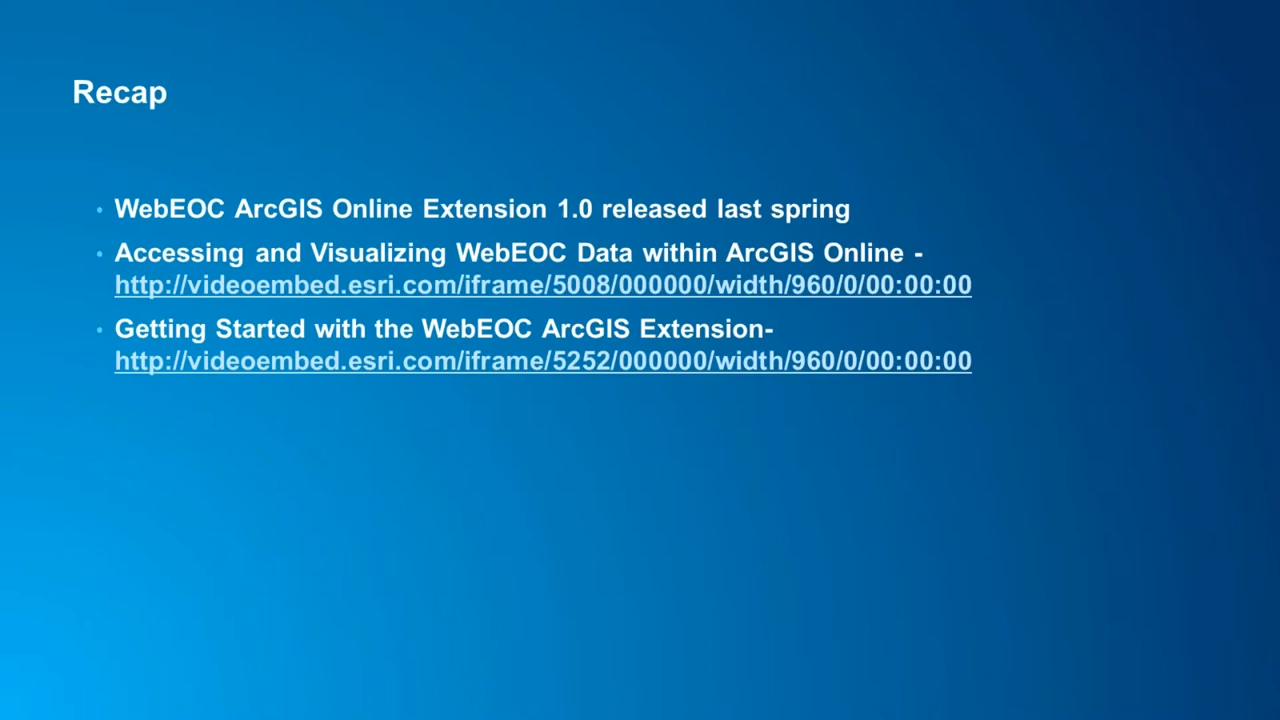 Recap
• WebEOC ArcGIS Online Extension 1.0 released last spring
• Accessing and Visualizing WebEOC Data within ArcGIS Online -
http://videoembed.esri.com/iframe/5008/000000/width/960/0/00:00:00
• Getting Started with the WebEOC ArcGIS Extension-
http://videoembed.esri.com/iframe/5252/000000/width/960/0/00:00:00